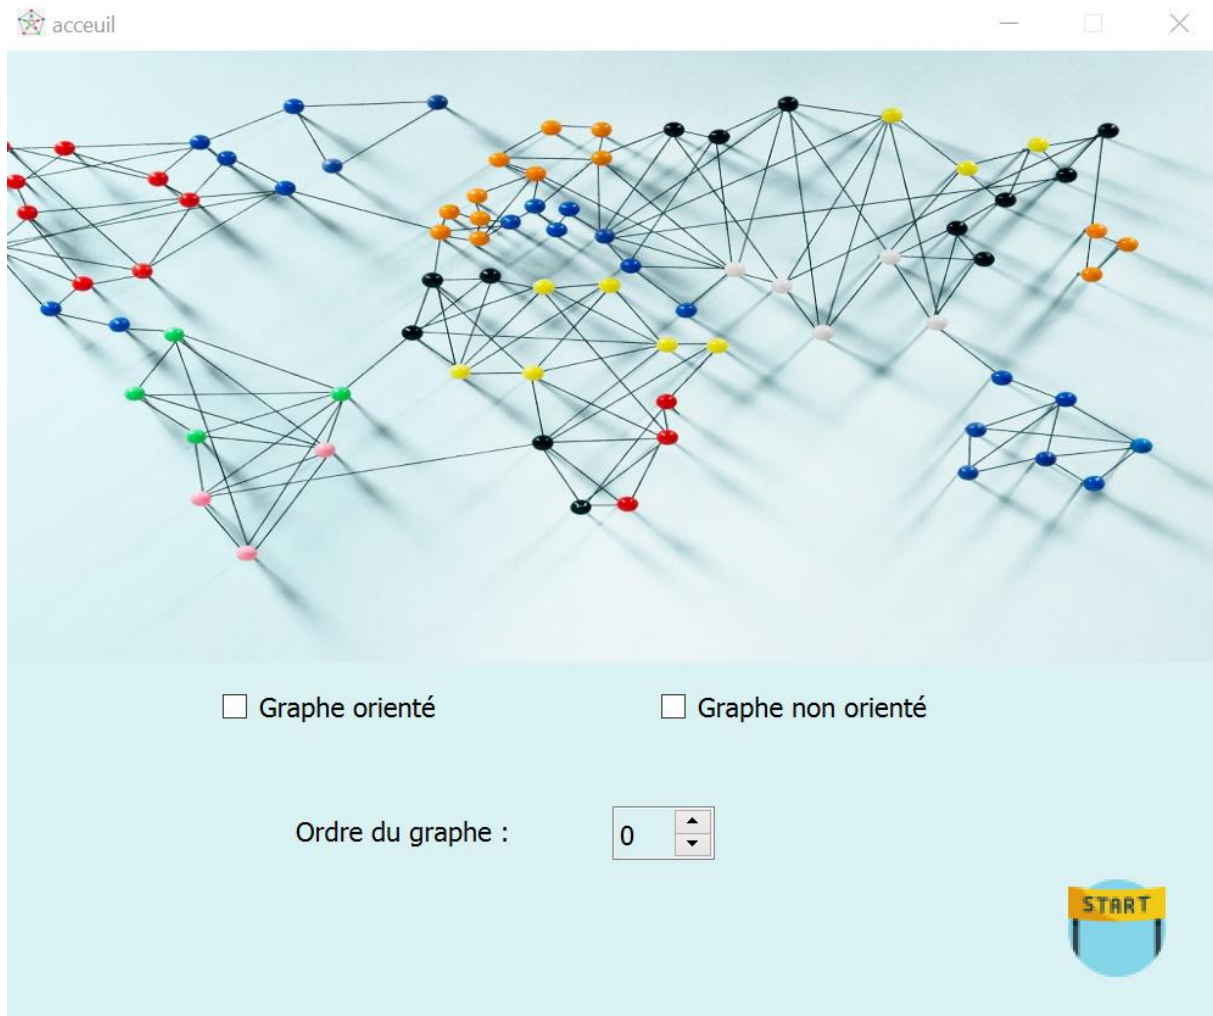 acceuil
Graphe orienté
Graphe non orienté
Ordre du graphe :
0
START